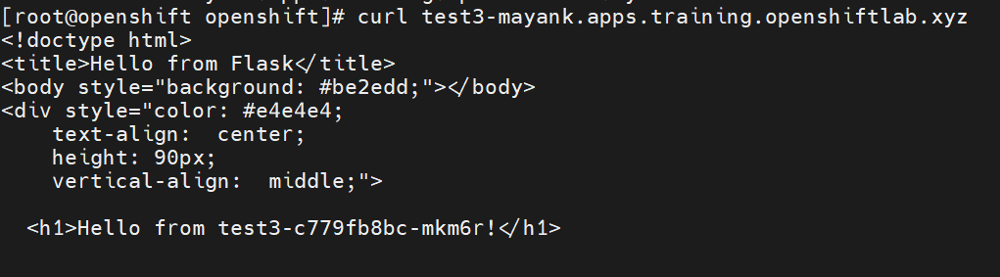 [root@openshift openshift]# curl test3-mayank.apps.training.openshiftlab.xyz
<!doctype html>
<title>Hello from Flask</title>
<body style="background: #be2edd;"></body>
<div style="color: #e4e4e4;
    text-align:  center;
    height: 90px;
    vertical-align:  middle;">

  <h1>Hello from test3-c779fb8bc-mkm6r!</h1>